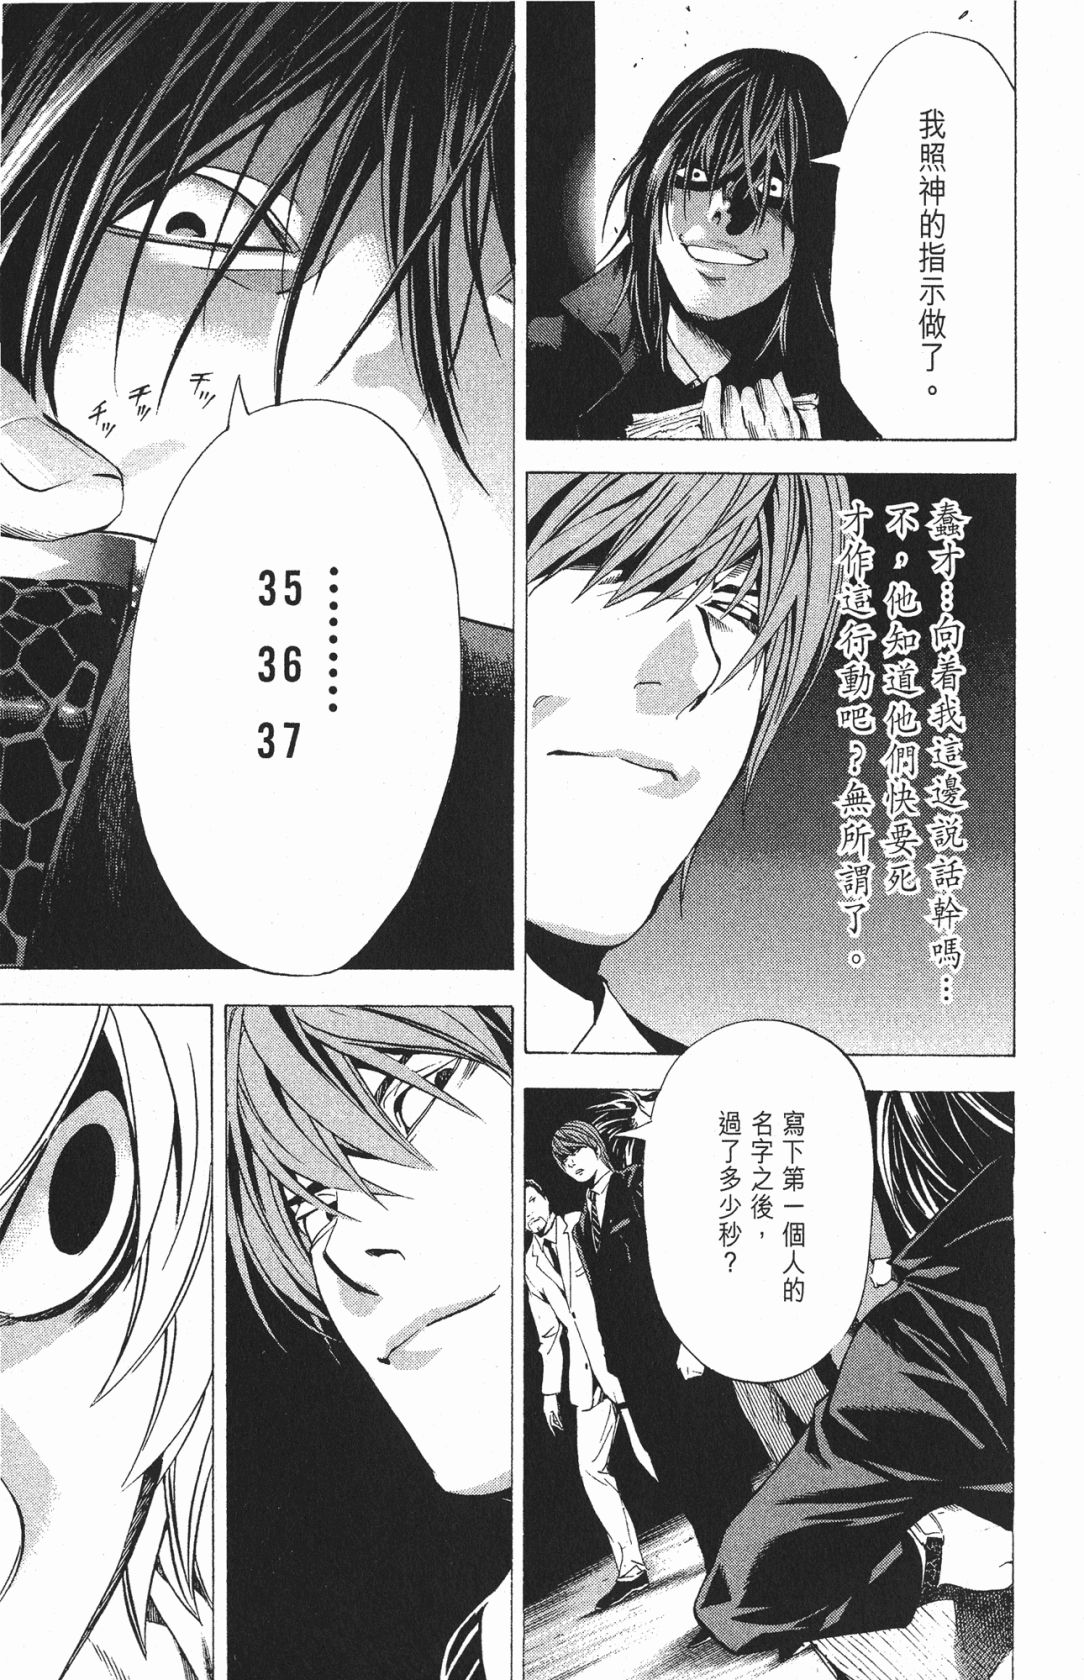 我照神的指示做了。
蠢才…向着我這邊説話幹嗎…
不，他知道他們快要死
才作這行動吧？無所謂了。
寫下第一個人的
名字之後，
過了多少秒？
……
35
36
37
チッ
チッ
チッ